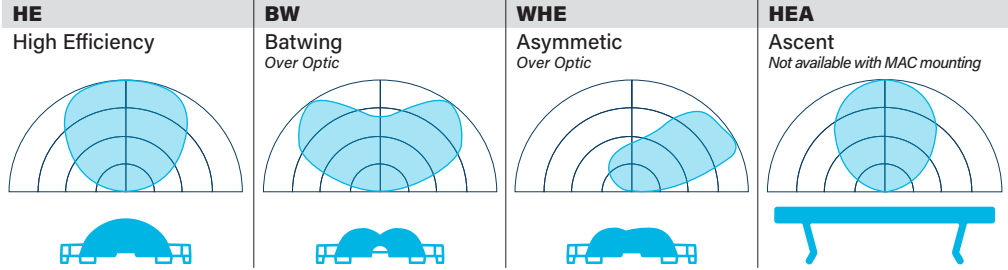 HE
High Efficiency
BW
Batwing
Over Optic
WHE
Asymmetic
Over Optic
HEA
Ascent
Not available with MAC mounting